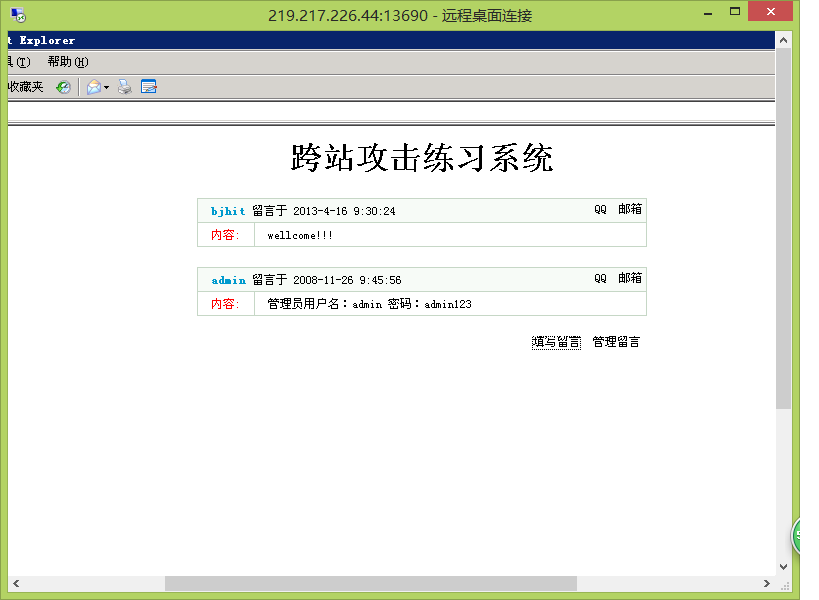 219.217.226.44:13690 - 远程桌面连接
t Explorer
具(T) 帮助(H)
收藏夹
跨站攻击练习系统
bjhit 留言于 2013-4-16 9:30:24 QQ 邮箱
内容: wellcome!!!
admin 留言于 2008-11-26 9:45:56 QQ 邮箱
内容: 管理员用户名：admin 密码：admin123
填写留言 管理留言